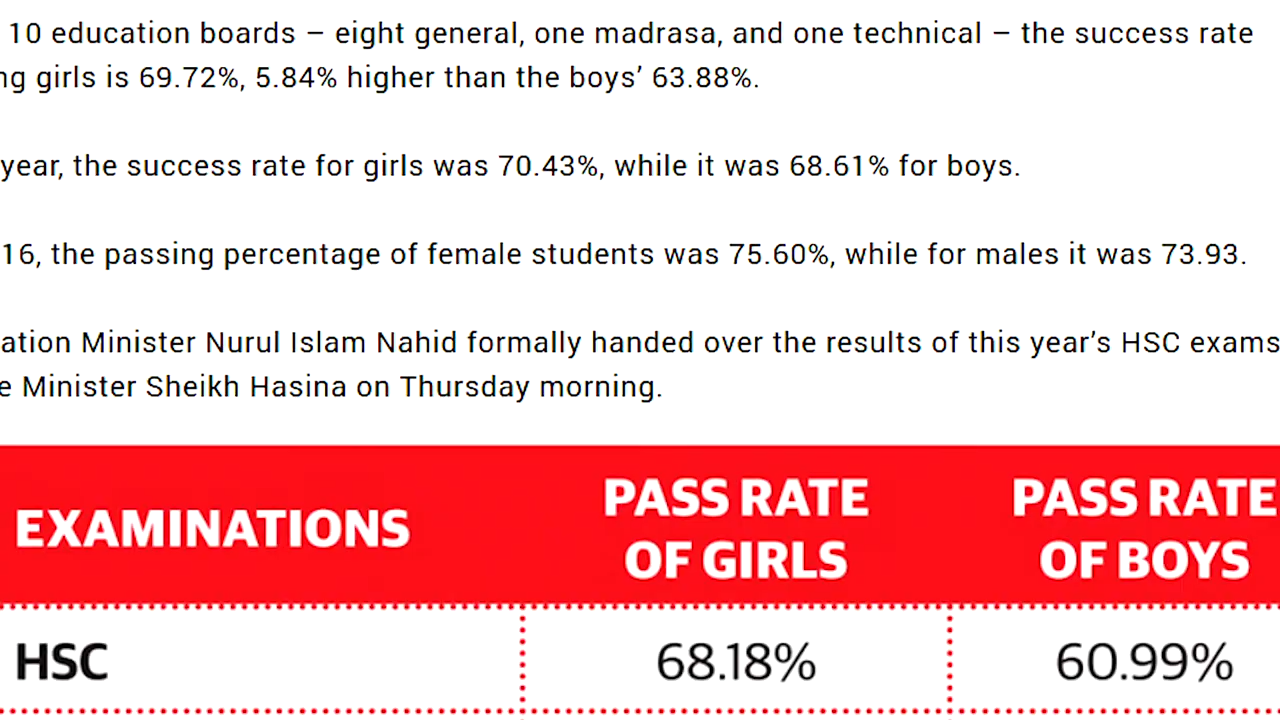 10 education boards – eight general, one madrasa, and one technical – the success rate
girls is 69.72%, 5.84% higher than the boys’ 63.88%.
year, the success rate for girls was 70.43%, while it was 68.61% for boys.
16, the passing percentage of female students was 75.60%, while for males it was 73.93.
Minister Nurul Islam Nahid formally handed over the results of this year’s HSC exams
Minister Sheikh Hasina on Thursday morning.
EXAMINATIONS
PASS RATE
OF GIRLS
PASS RATE
OF BOYS
HSC 68.18% 60.99%